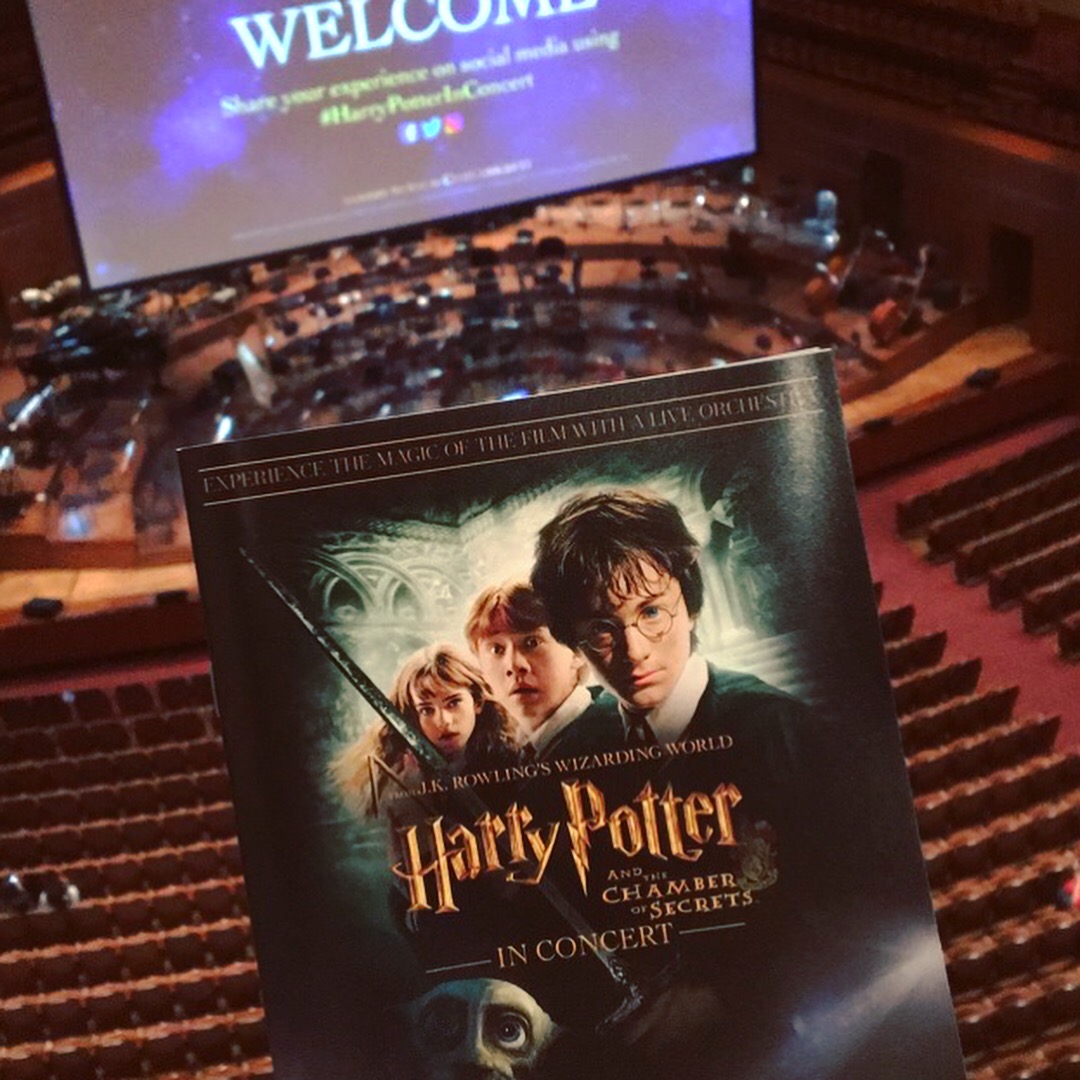 WELCOME
Share your experience on social media using
#HarryPotterInConcert
EXPERIENCE THE MAGIC OF THE FILM WITH A LIVE ORCHESTRA
FROM J.K. ROWLING'S WIZARDING WORLD
Harry Potter
AND THE
CHAMBER
OF SECRETS
IN CONCERT